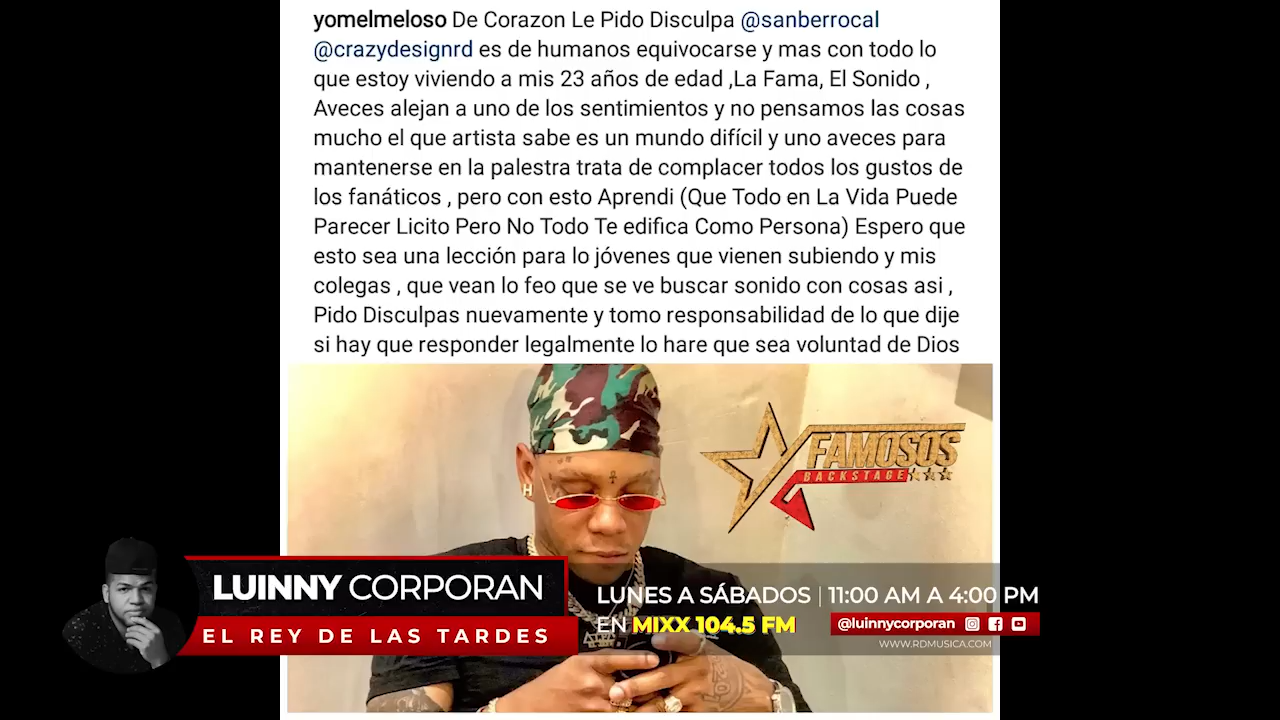 yomelmeloso De Corazon Le Pido Disculpa @sanberrocal
@crazydesignrd es de humanos equivocarse y mas con todo lo
que estoy viviendo a mis 23 años de edad ,La Fama, El Sonido ,
Aveces alejan a uno de los sentimientos y no pensamos las cosas
mucho el que artista sabe es un mundo difícil y uno aveces para
mantenerse en la palestra trata de complacer todos los gustos de
los fanáticos , pero con esto Aprendi (Que Todo en La Vida Puede
Parecer Licito Pero No Todo Te edifica Como Persona) Espero que
esto sea una lección para lo jóvenes que vienen subiendo y mis
colegas , que vean lo feo que se ve buscar sonido con cosas asi ,
Pido Disculpas nuevamente y tomo responsabilidad de lo que dije
si hay que responder legalmente lo hare que sea voluntad de Dios
FAMOSOS
BACKSTAGE
LUINNY CORPORAN
EL REY DE LAS TARDES
LUNES A SÁBADOS | 11:00 AM A 4:00 PM
EN MIXX 104.5 FM
@luinnycorporan
WWW.RDMUSICA.COM